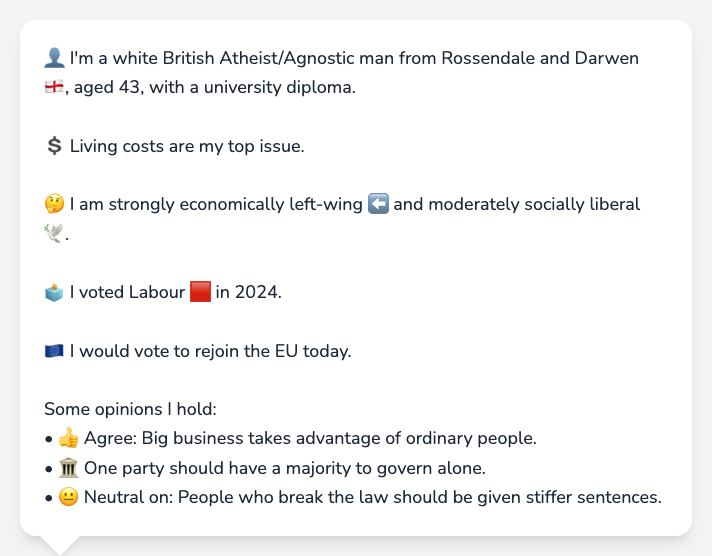 👤 I'm a white British Atheist/Agnostic man from Rossendale and Darwen
🏴󠁧󠁢󠁥󠁮󠁧󠁿, aged 43, with a university diploma.
💲 Living costs are my top issue.
🤔 I am strongly economically left-wing ⬅️ and moderately socially liberal
🕊️.
🗳️ I voted Labour 🟥 in 2024.
🇪🇺 I would vote to rejoin the EU today.
Some opinions I hold:
• 👍 Agree: Big business takes advantage of ordinary people.
• 🏛️ One party should have a majority to govern alone.
• 😐 Neutral on: People who break the law should be given stiffer sentences.